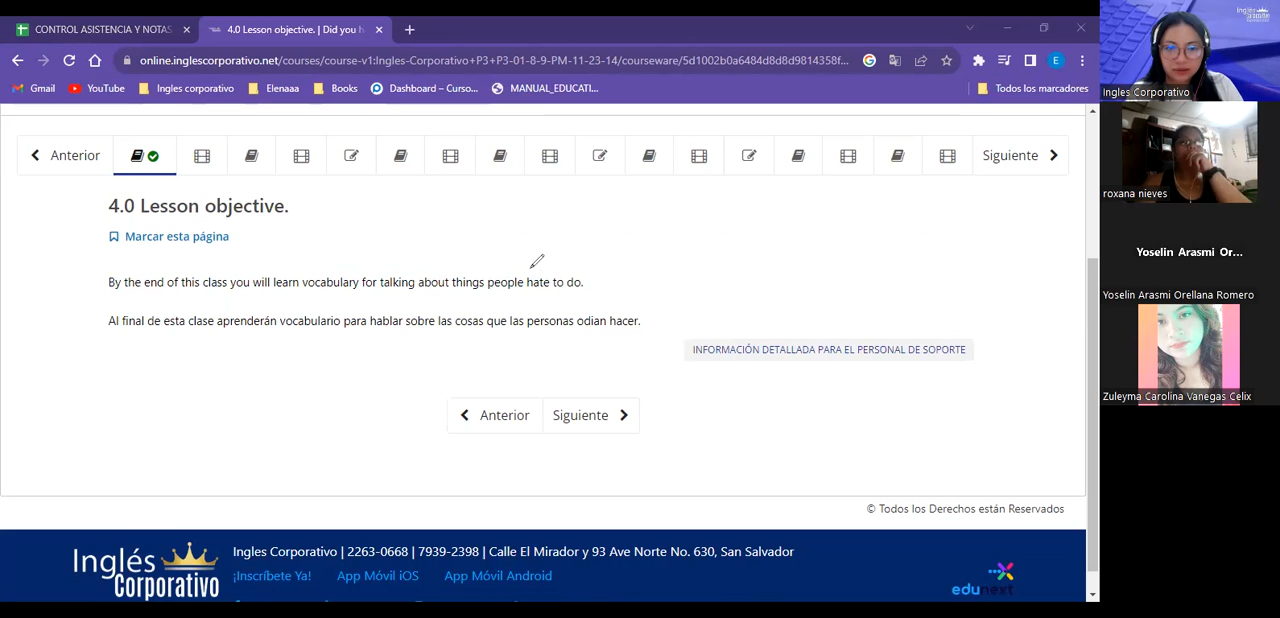 CONTROL ASISTENCIA Y NOTAS
4.0 Lesson objective. | Did you h
online.inglescorporativo.net/courses/course-v1:Ingles-Corporativo+P3+P3-01-8-9-PM-11-23-14/courseware/5d1002b0a6484d8d8d9814358f...
E
Gmail
YouTube
Ingles corporativo
Elenaaa
Books
Dashboard – Curso...
MANUAL_EDUCATI...
Todos los marcadores
Anterior
Siguiente
4.0 Lesson objective.
Marcar esta página
By the end of this class you will learn vocabulary for talking about things people hate to do.
Al final de esta clase aprenderán vocabulario para hablar sobre las cosas que las personas odian hacer.
INFORMACIÓN DETALLADA PARA EL PERSONAL DE SOPORTE
Anterior
Siguiente
© Todos los Derechos están Reservados
Inglés
Corporativo
Ingles Corporativo | 2263-0668 | 7939-2398 | Calle El Mirador y 93 Ave Norte No. 630, San Salvador
¡Inscríbete Ya!
App Móvil iOS
App Móvil Android
edunext
Inglés
Ingles Corporativo
roxana nieves
Yoselin Arasmi Or...
Yoselin Arasmi Orellana Romero
Zuleyma Carolina Vanegas Celix